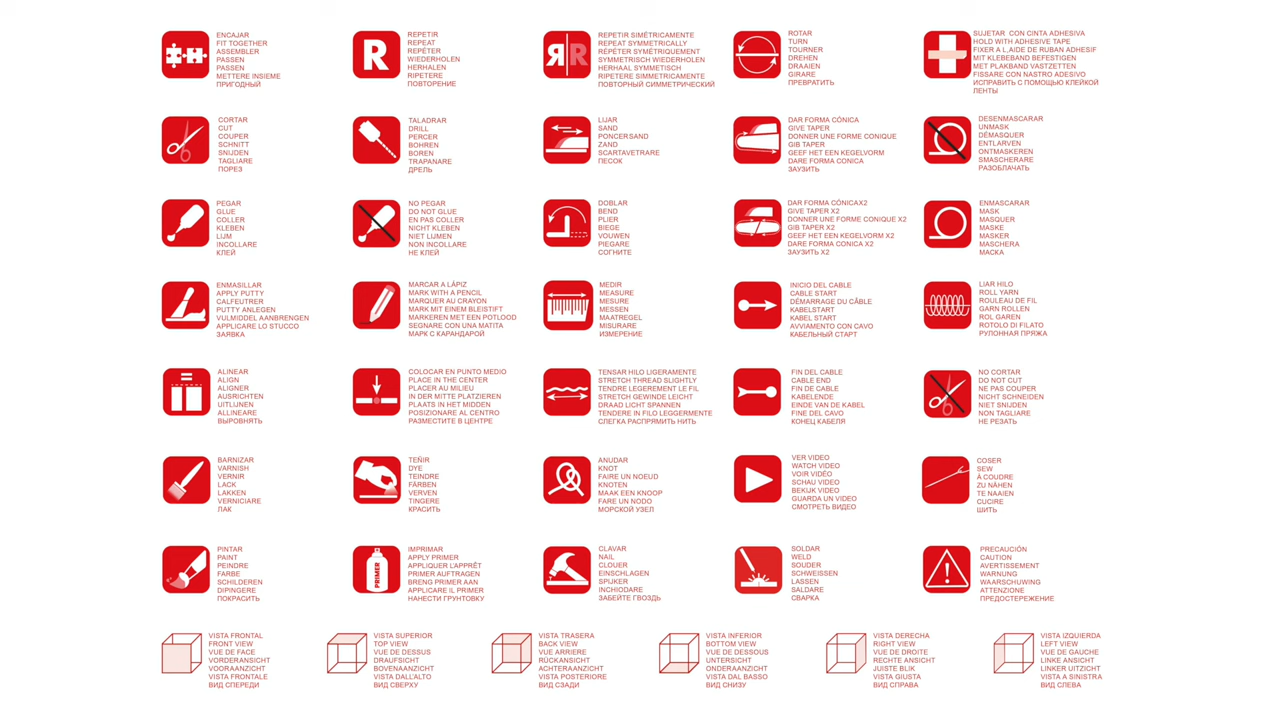 ENCAJAR
FIT TOGETHER
ASSEMBLER
PASSEN
PASSEN
METTERE INSIEME
ПРИГОДНЫЙ
R
REPETIR
REPEAT
REPÉTER
WIEDERHOLEN
HERHALEN
RIPETERE
ПОВТОРЕНИЕ
R R
REPETIR SIMÉTRICAMENTE
REPEAT SYMMETRICALLY
RÉPÉTER SYMÉTRIQUEMENT
SYMMETRISCH WIEDERHOLEN
HERHAAL SYMMETISCH
RIPETERE SIMMETRICAMENTE
ПОВТОРНЫЙ СИММЕТРИЧЕСКИЙ
ROTAR
TURN
TOURNER
DREHEN
DRAAIEN
GIRARE
ПРЕВРАТИТЬ
SUJETAR CON CINTA ADHESIVA
HOLD WITH ADHESIVE TAPE
FIXER A L,AIDE DE RUBAN ADHESIF
MIT KLEBEBAND BEFESTIGEN
MET PLAKBAND VASTZETTEN
FISSARE CON NASTRO ADESIVO
ИСПРАВИТЬ С ПОМОЩЬЮ КЛЕЙКОЙ
ЛЕНТЫ
CORTAR
CUT
COUPER
SCHNITT
SNIJDEN
TAGLIARE
ПОРЕЗ
TALADRAR
DRILL
PERCER
BOHREN
BOREN
TRAPANARE
ДРЕЛЬ
LIJAR
SAND
PONCERSAND
ZAND
SCARTAVETRARE
ПЕСОК
DAR FORMA CÓNICA
GIVE TAPER
DONNER UNE FORME CONIQUE
GIB TAPER
GEEF HET EEN KEGELVORM
DARE FORMA CONICA
ЗАУЗИТЬ
DESENMASCARAR
UNMASK
DÉMASQUER
ENTLARVEN
ONTMASKEREN
SMASCHERARE
РАЗОБЛАЧАТЬ
PEGAR
GLUE
COLLER
KLEBEN
LIJM
INCOLLARE
КЛЕЙ
NO PEGAR
DO NOT GLUE
EN PAS COLLER
NICHT KLEBEN
NIET LIJMEN
NON INCOLLARE
НЕ КЛЕЙ
DOBLAR
BEND
PLIER
BIEGE
VOUWEN
PIEGARE
СОГНИТЕ
DAR FORMA CÓNICAX2
GIVE TAPER X2
DONNER UNE FORME CONIQUE X2
GIB TAPER X2
GEEF HET EEN KEGELVORM X2
DARE FORMA CONICA X2
ЗАУЗИТЬ X2
ENMASCARAR
MASK
MASQUER
MASKE
MASKER
MASCHERA
МАСКА
ENMASILLAR
APPLY PUTTY
CALFEUTRER
PUTTY ANLEGEN
VULMIDDEL AANBRENGEN
APPLICARE LO STUCCO
ЗАЯВКА
MARCAR A LÁPIZ
MARK WITH A PENCIL
MARQUER AU CRAYON
MARK MIT EINEM BLEISTIFT
MARKEREN MET EEN POTLOOD
SEGNARE CON UNA MATITA
МАРК С КАРАНДАРОЙ
MEDIR
MEASURE
MESURE
MESSEN
MAATREGEL
MISURARE
ИЗМЕРЕНИЕ
INICIO DEL CABLE
CABLE START
DÉMARRAGE DU CÂBLE
KABELSTART
KABEL START
AVVIAMENTO CON CAVO
КАБЕЛЬНЫЙ СТАРТ
LIAR HILO
ROLL YARN
ROULEAU DE FIL
GARN ROLLEN
ROL GAREN
ROTOLO DI FILATO
РУЛОННАЯ ПРЯЖА
ALINEAR
ALIGN
ALIGNER
AUSRICHTEN
UITLIJNEN
ALLINEARE
ВЫРОВНЯТЬ
COLOCAR EN PUNTO MEDIO
PLACE IN THE CENTER
PLACER AU MILIEU
IN DER MITTE PLATZIEREN
PLAATS IN HET MIDDEN
POSIZIONARE AL CENTRO
РАЗМЕСТИТЕ В ЦЕНТРЕ
TENSAR HILO LIGERAMENTE
STRETCH THREAD SLIGHTLY
TENDRE LEGEREMENT LE FIL
STRETCH GEWINDE LEICHT
DRAAD LICHT SPANNEN
TENDERE IN FILO LEGGERMENTE
СЛЕГКА РАСПРЯМИТЬ НИТЬ
FIN DEL CABLE
CABLE END
FIN DE CABLE
KABELENDE
EINDE VAN DE KABEL
FINE DEL CAVO
КОНЕЦ КАБЕЛЯ
NO CORTAR
DO NOT CUT
NE PAS COUPER
NICHT SCHNEIDEN
NIET SNIJDEN
NON TAGLIARE
НЕ РЕЗАТЬ
BARNIZAR
VARNISH
VERNIR
LACK
LAKKEN
VERNICIARE
ЛАК
TEÑIR
DYE
TEINDRE
FÄRBEN
VERVEN
TINGERE
КРАСИТЬ
ANUDAR
KNOT
FAIRE UN NOEUD
KNOTEN
MAAK EEN KNOOP
FARE UN NODO
МОРСКОЙ УЗЕЛ
VER VIDEO
WATCH VIDEO
VOIR VIDÉO
SCHAU VIDEO
BEKIJK VIDEO
GUARDA UN VIDEO
СМОТРЕТЬ ВИДЕО
COSER
SEW
À COUDRE
ZU NÄHEN
TE NAAIEN
CUCIRE
ШИТЬ
PINTAR
PAINT
PEINDRE
FARBE
SCHILDEREN
DIPINGERE
ПОКРАСИТЬ
PRIMER
IMPRIMAR
APPLY PRIMER
APPLIQUER L'APPRÊT
PRIMER AUFTRAGEN
BRENG PRIMER AAN
APPLICARE IL PRIMER
НАНЕСТИ ГРУНТОВКУ
CLAVAR
NAIL
CLOUER
EINSCHLAGEN
SPIJKER
INCHIODARE
ЗАБЕЙТЕ ГВОЗДЬ
SOLDAR
WELD
SOUDER
SCHWEISSEN
LASSEN
SALDARE
СВАРКА
PRECAUCIÓN
CAUTION
AVERTISSEMENT
WARNUNG
WAARSCHUWING
ATTENZIONE
ПРЕДОСТЕРЕЖЕНИЕ
VISTA FRONTAL
FRONT VIEW
VUE DE FACE
VORDERANSICHT
VOORAANZICHT
VISTA FRONTALE
ВИД СПЕРЕДИ
VISTA SUPERIOR
TOP VIEW
VUE DE DESSUS
DRAUFSICHT
BOVENAANZICHT
VISTA DALL'ALTO
ВИД СВЕРХУ
VISTA TRASERA
BACK VIEW
VUE ARRIERE
RÜCKANSICHT
ACHTERAANZICHT
VISTA POSTERIORE
ВИД СЗАДИ
VISTA INFERIOR
BOTTOM VIEW
VUE DE DESSOUS
UNTERSICHT
ONDERAANZICHT
VISTA DAL BASSO
ВИД СНИЗУ
VISTA DERECHA
RIGHT VIEW
VUE DE DROITE
RECHTE ANSICHT
JUISTE BLIK
VISTA GIUSTA
ВИД СПРАВА
VISTA IZQUIERDA
LEFT VIEW
VUE DE GAUCHE
LINKE ANSICHT
LINKER UITZICHT
VISTA A SINISTRA
ВИД СЛЕВА